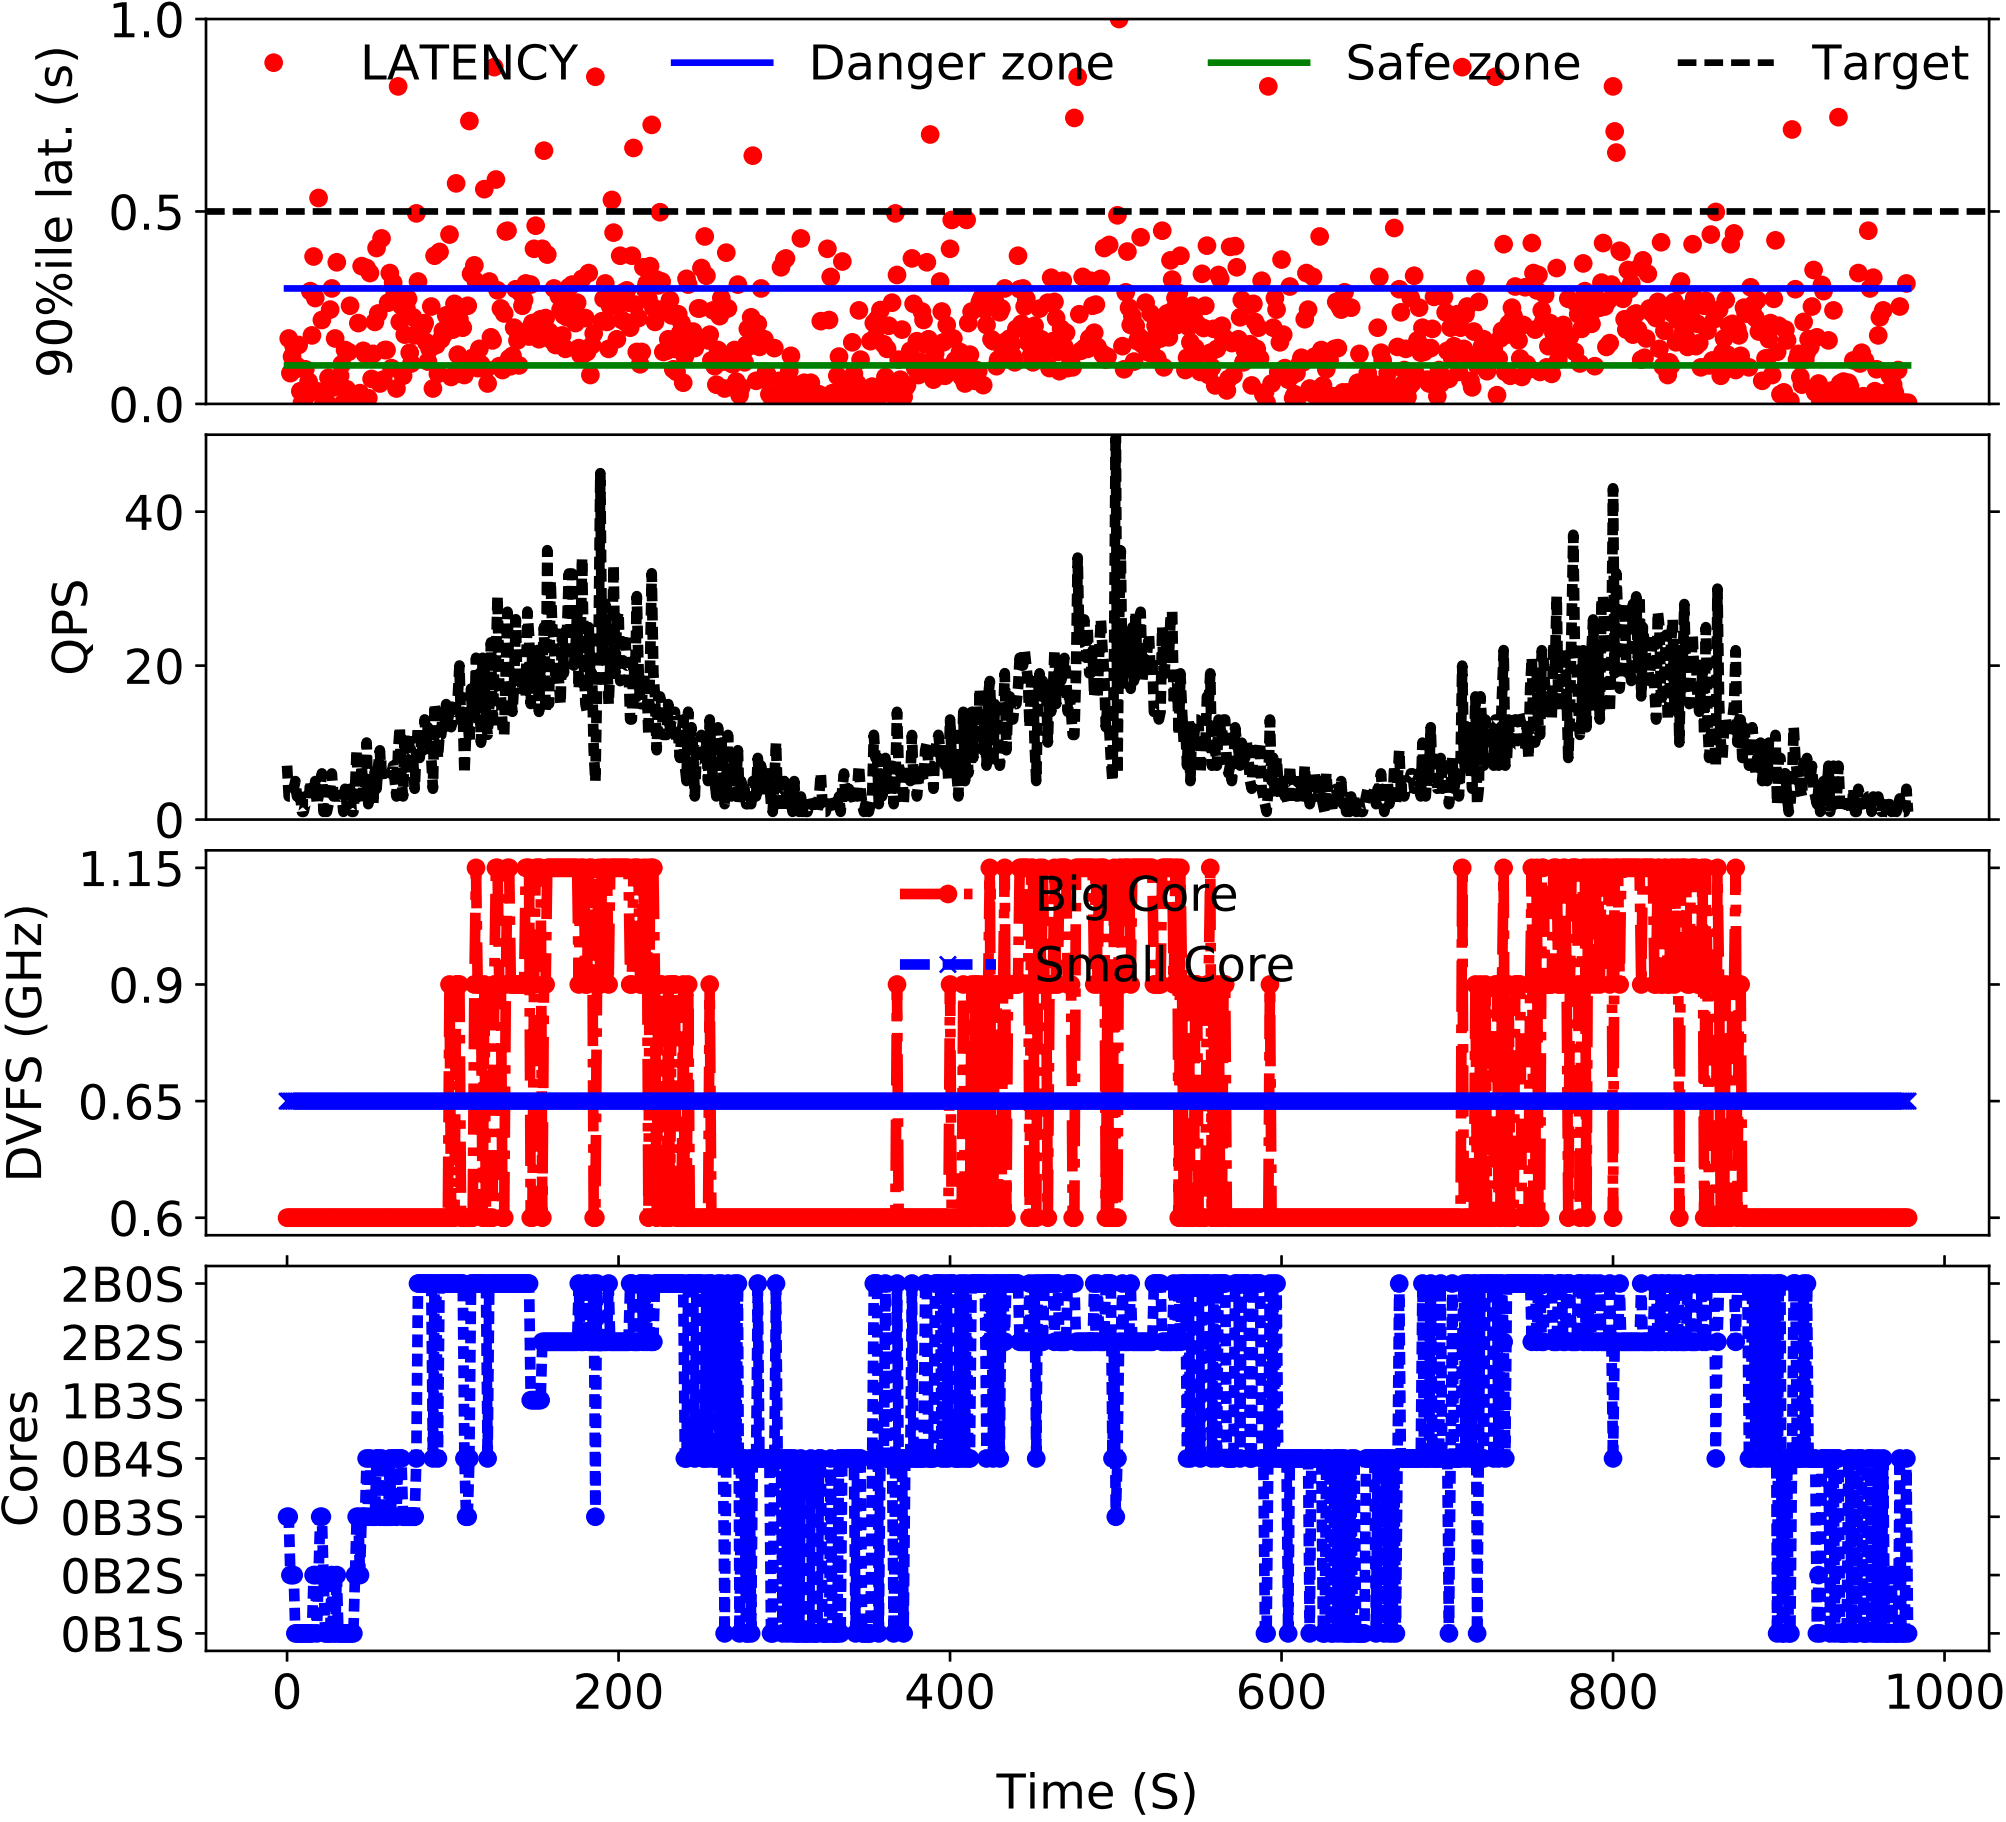 1.0
LATENCY Danger zone Safe zone Target
0.5
0.0
90%ile lat. (s)
40
20
0
QPS
1.15
0.9
0.65
0.6
DVFS (GHz)
Big Core
Small Core
2B0S
2B2S
1B3S
0B4S
0B3S
0B2S
0B1S
Cores
0 200 400 600 800 1000
Time (S)